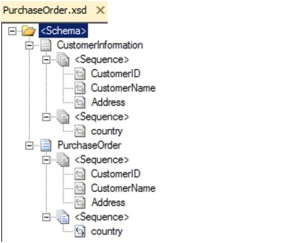 PurchaseOrder.xsd ×
<Schema>
CustomerInformation
<Sequence>
CustomerID
CustomerName
Address
<Sequence>
country
PurchaseOrder
<Sequence>
CustomerID
CustomerName
Address
<Sequence>
country